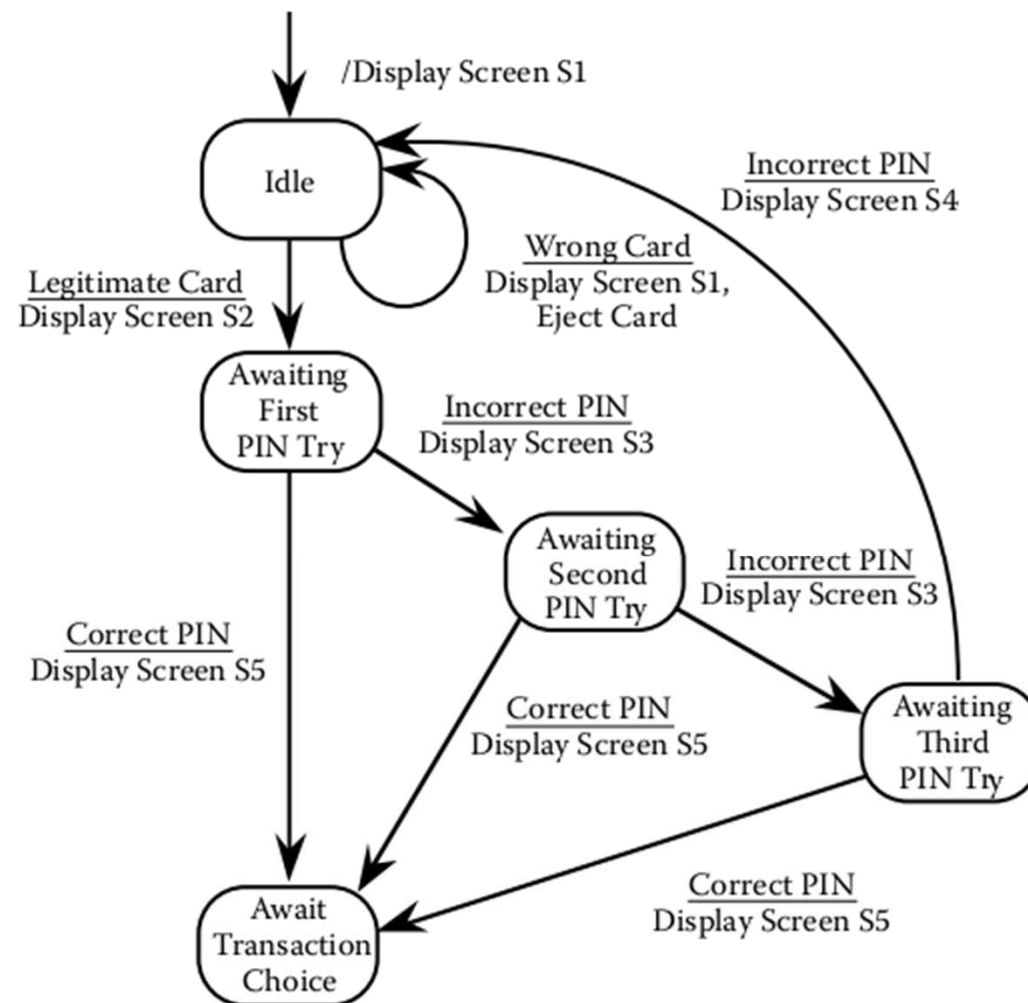 /Display Screen S1
Idle
Incorrect PIN
Display Screen S4
Wrong Card
Display Screen S1,
Eject Card
Legitimate Card
Display Screen S2
Awaiting
First
PIN Try
Incorrect PIN
Display Screen S3
Awaiting
Second
PIN Try
Incorrect PIN
Display Screen S3
Correct PIN
Display Screen S5
Correct PIN
Display Screen S5
Awaiting
Third
PIN Try
Correct PIN
Display Screen S5
Await
Transaction
Choice